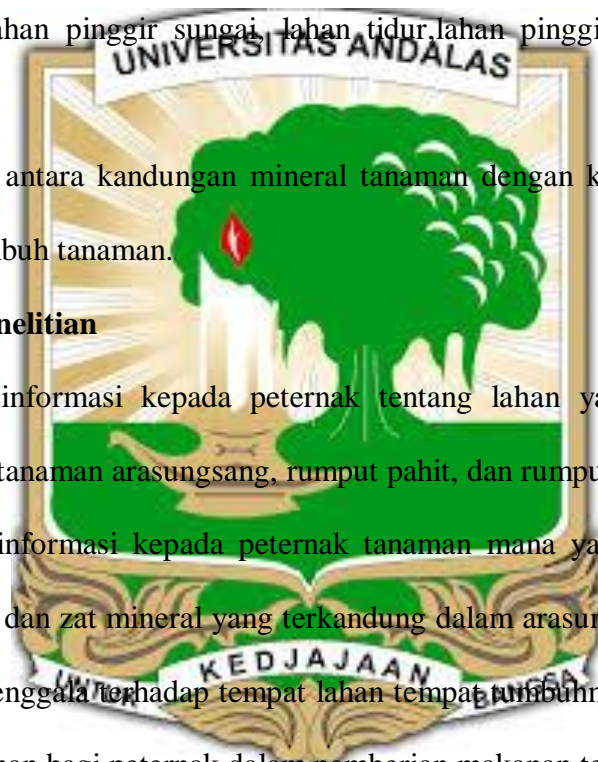 ahan pinggir sungai, lahan tidur,lahan pinggi
UNIVERSITAS ANDALAS
antara kandungan mineral tanaman dengan k
buh tanaman.
nelitian
informasi kepada peternak tentang lahan ya
tanaman arasungsang, rumput pahit, dan rumpu
informasi kepada peternak tanaman mana ya
dan zat mineral yang terkandung dalam arasun
UNTUK KEDJAJAAN BANGSA
enggala terhadap tempat lahan tempat tumbuhn